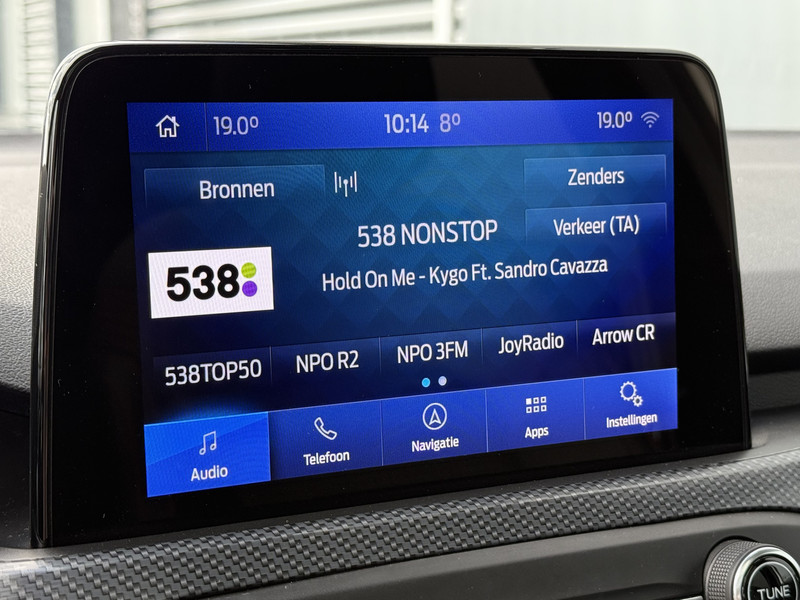 19.0° 10:14 8° 19.0°
Bronnen
Zenders
538 NONSTOP
Verkeer (TA)
538
Hold On Me - Kygo Ft. Sandro Cavazza
538TOP50 NPO R2 NPO 3FM JoyRadio Arrow CR
Audio Telefoon Navigatie Apps Instellingen
TUNE